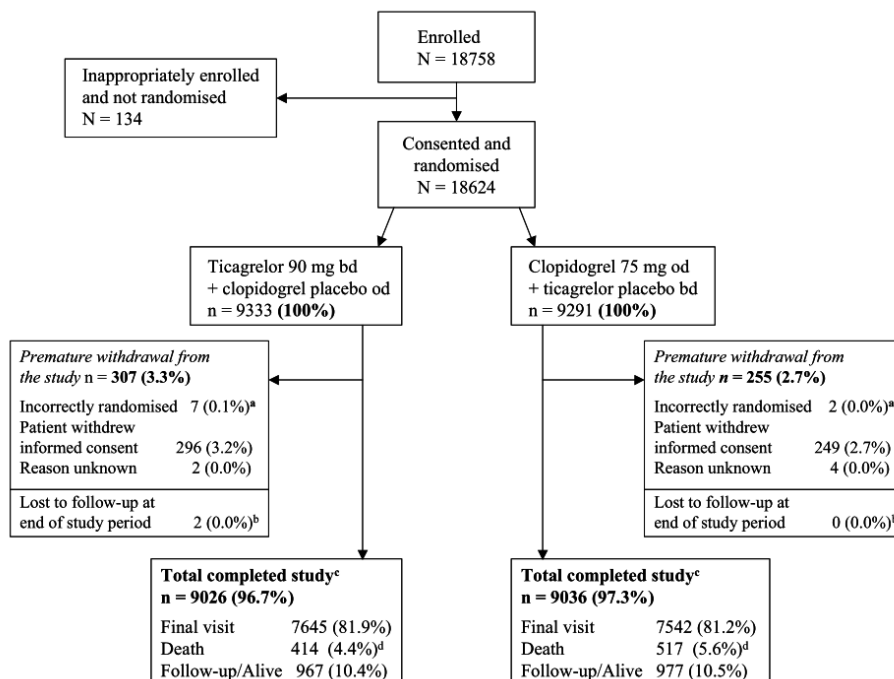 Enrolled
N = 18758
Inappropriately enrolled
and not randomised
N = 134
Consented and
randomised
N = 18624
Ticagrelor 90 mg bd
+ clopidogrel placebo od
n = 9333 (100%)
Clopidogrel 75 mg od
+ ticagrelor placebo bd
n = 9291 (100%)
Premature withdrawal from
the study n = 307 (3.3%)
Incorrectly randomised 7 (0.1%)a
Patient withdrew
informed consent 296 (3.2%)
Reason unknown 2 (0.0%)
Lost to follow-up at
end of study period 2 (0.0%)b
Premature withdrawal from
the study n = 255 (2.7%)
Incorrectly randomised 2 (0.0%)a
Patient withdrew
informed consent 249 (2.7%)
Reason unknown 4 (0.0%)
Lost to follow-up at
end of study period 0 (0.0%)b
Total completed studyc
n = 9026 (96.7%)
Final visit 7645 (81.9%)
Death 414 (4.4%)d
Follow-up/Alive 967 (10.4%)
Total completed studyc
n = 9036 (97.3%)
Final visit 7542 (81.2%)
Death 517 (5.6%)d
Follow-up/Alive 977 (10.5%)